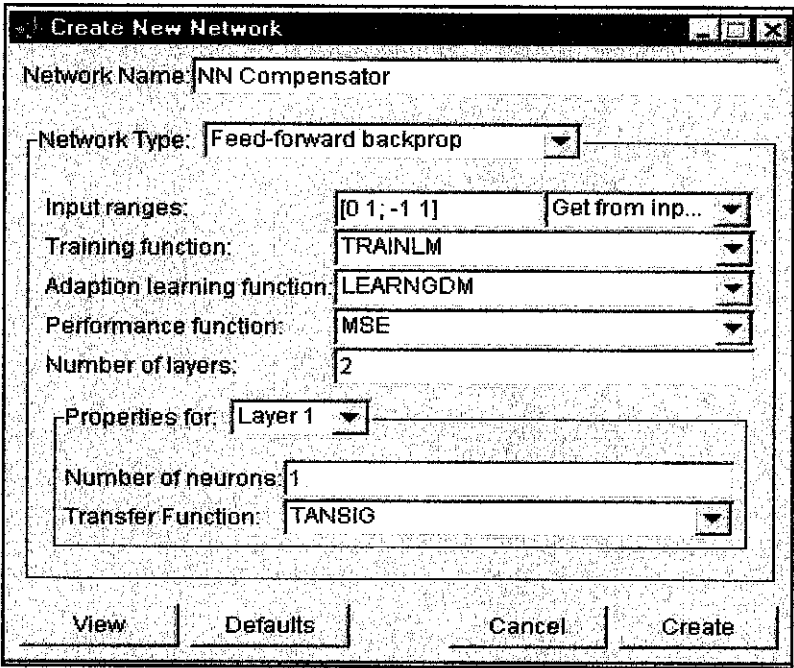 Create New Network
Network Name: NN Compensator
Network Type: Feed-forward backprop
Input ranges: [0 1; -1 1] Get from inp...
Training function: TRAINLM
Adaption learning function: LEARNGDM
Performance function: MSE
Number of layers: 2
Properties for: Layer 1
Number of neurons: 1
Transfer Function: TANSIG
View Defaults Cancel Create